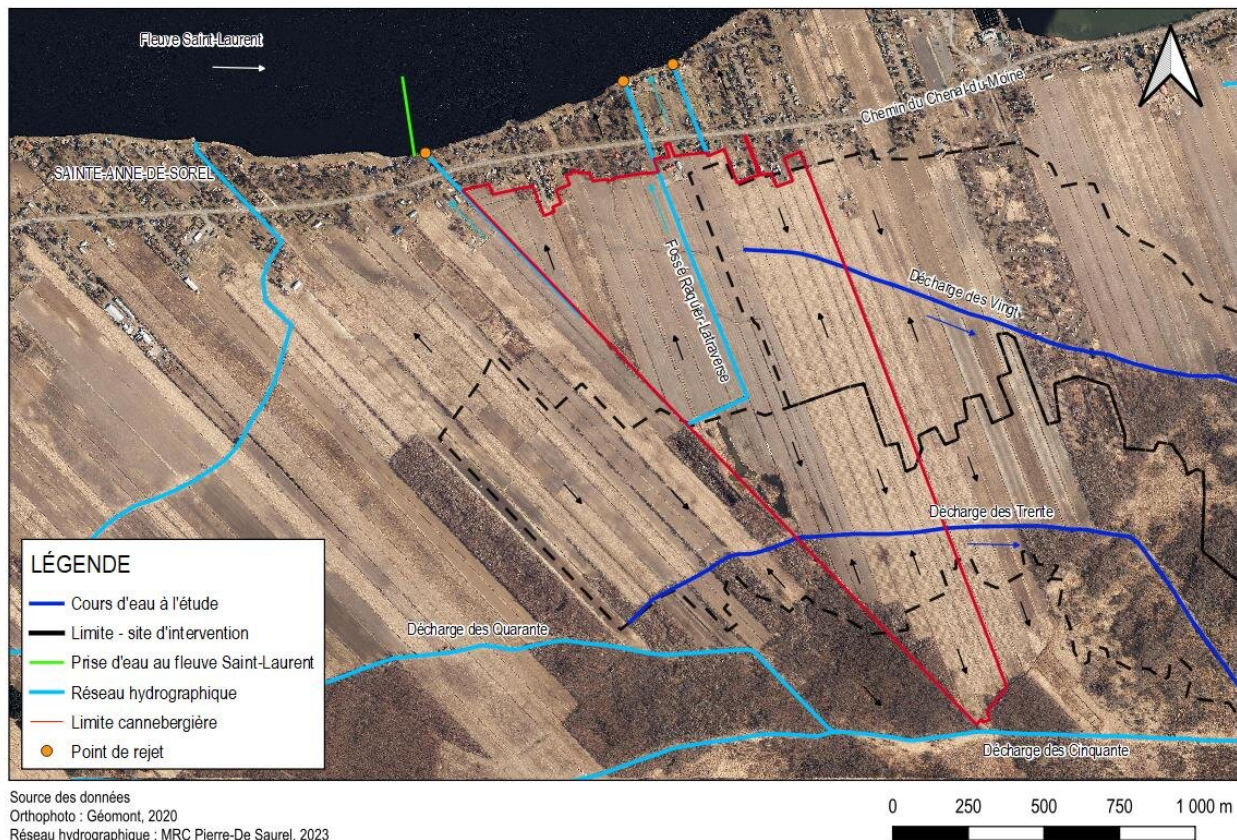 Fleuve Saint-Laurent
Chemin du Chenal-du-Moine
SAINTE-ANNE-DE-SOREL
Fossé Raquier-Latraverse
Décharge des Vingt
Décharge des Trente
Décharge des Quarante
Décharge des Cinquante
LÉGENDE
Cours d'eau à l'étude
Limite - site d'intervention
Prise d'eau au fleuve Saint-Laurent
Réseau hydrographique
Limite cannebergière
Point de rejet
Source des données
Orthophoto : Géomont, 2020
Réseau hydrographique : MRC Pierre-De Saurel, 2023
0 250 500 750 1 000 m